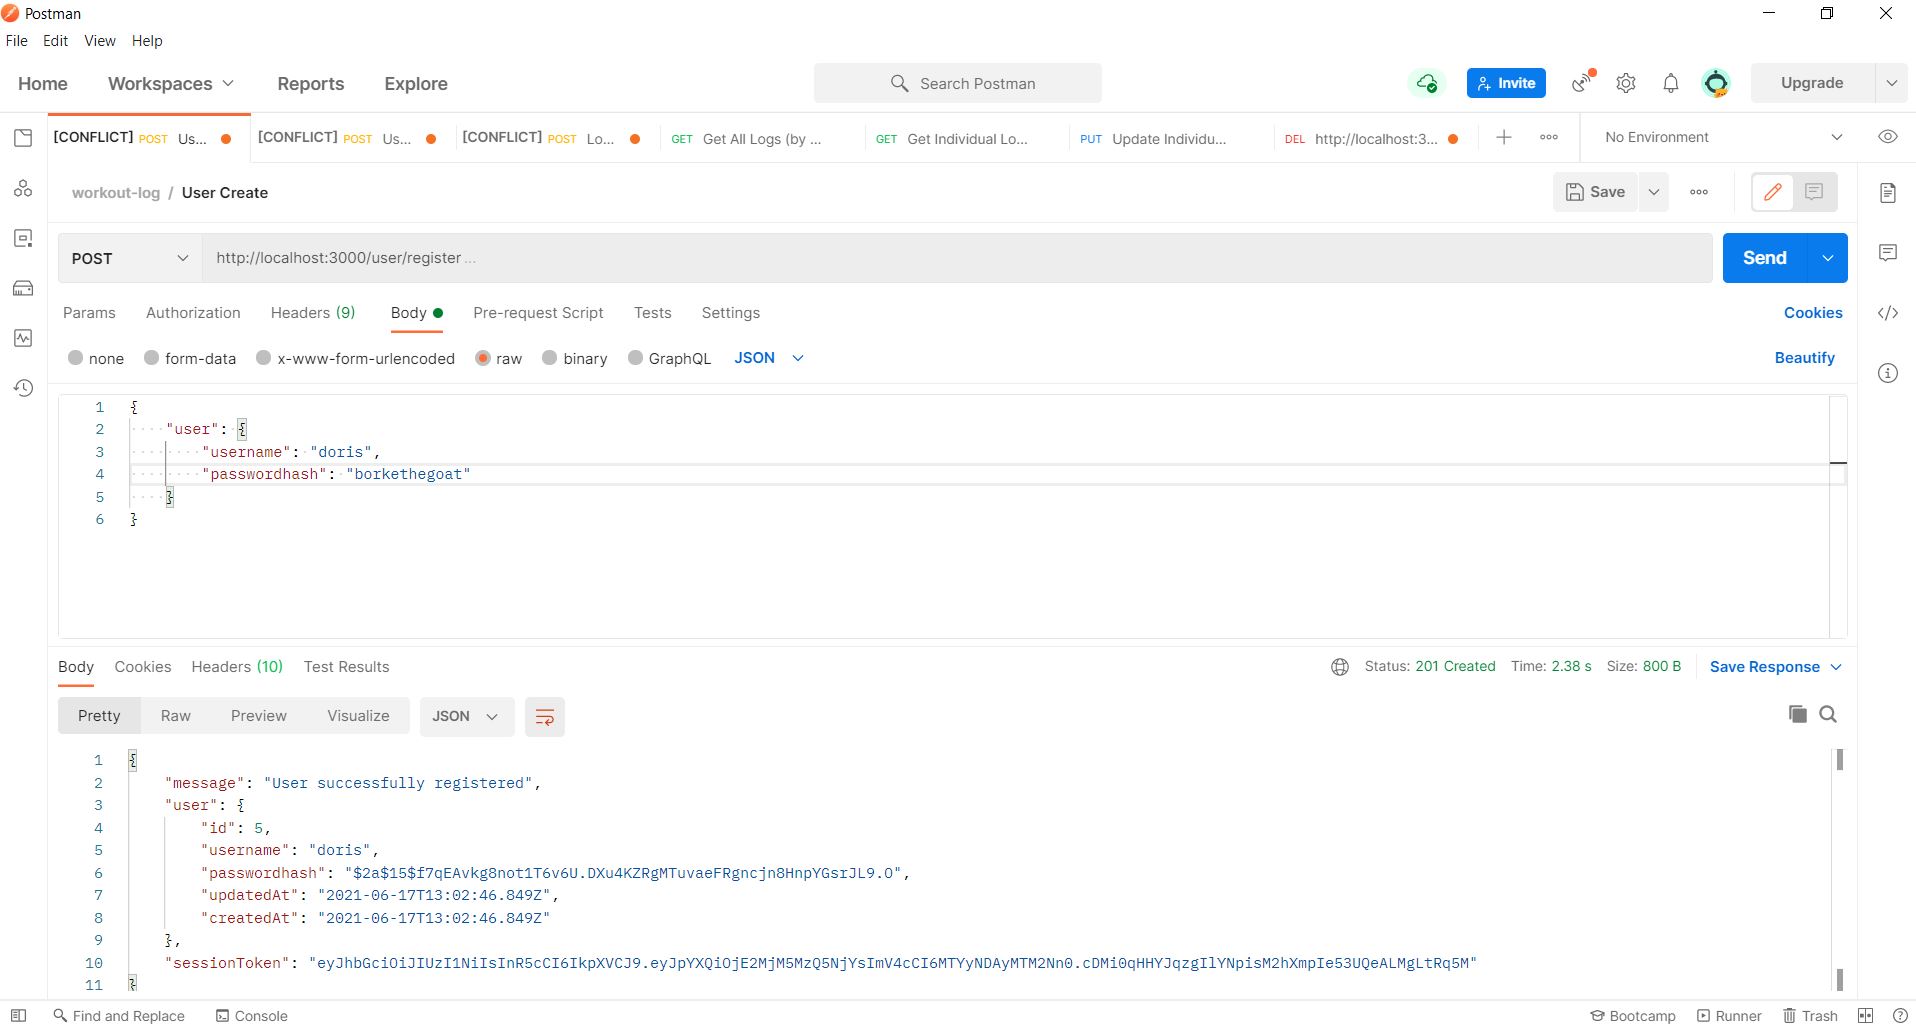 Postman
File Edit View Help
Home Workspaces Reports Explore Search Postman Invite Upgrade
[CONFLICT] POST Us... [CONFLICT] POST Us... [CONFLICT] POST Lo... GET Get All Logs (by ... GET Get Individual Lo... PUT Update Individu... DEL http://localhost:3... No Environment
workout-log / User Create Save
POST http://localhost:3000/user/register ... Send
Params Authorization Headers (9) Body Pre-request Script Tests Settings Cookies
none form-data x-www-form-urlencoded raw binary GraphQL JSON Beautify
1 {
2 "user": {
3 "username": "doris",
4 "passwordhash": "borkethegoat"
5 }
6 }
Body Cookies Headers (10) Test Results Status: 201 Created Time: 2.38 s Size: 800 B Save Response
Pretty Raw Preview Visualize JSON
1 {
2 "message": "User successfully registered",
3 "user": {
4 "id": 5,
5 "username": "doris",
6 "passwordhash": "$2a$15$f7qEAvkg8not1T6v6U.DXu4KZRgMTuvaeFRgncjn8HnpYGsrJL9.O",
7 "updatedAt": "2021-06-17T13:02:46.849Z",
8 "createdAt": "2021-06-17T13:02:46.849Z"
9 },
10 "sessionToken": "eyJhbGciOiJIUzI1NiIsInR5cCI6IkpXVCJ9.eyJpYXQiOjE2MjM5MzQ5NjYsImV4cCI6MTYyNDAyMTM2Nn0.cDMi0qHHYJqzgIlYNpisM2hXmpIe53UQeALMgLtRq5M"
11 }
Find and Replace Console Bootcamp Runner Trash